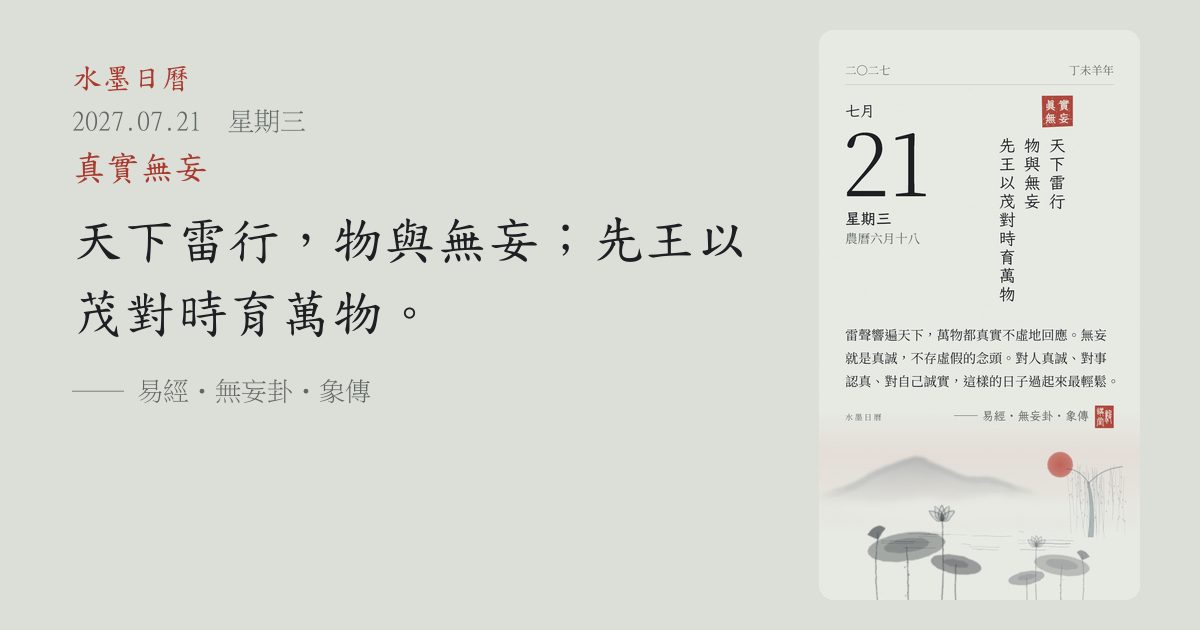 水墨日曆
2027.07.21 星期三
真實無妄
天下雷行，物與無妄；先王以
茂對時育萬物。
—— 易經·無妄卦·象傳
二〇二七
丁未羊年
七月
21
星期三
農曆六月十八
真實
無妄
天下雷行
物與無妄
先王以茂對時育萬物
雷聲響遍天下，萬物都真實不虛地回應。無妄
就是真誠，不存虛假的念頭。對人真誠、對事
認真、對自己誠實，這樣的日子過起來最輕鬆。
—— 易經·無妄卦·象傳
水墨日曆